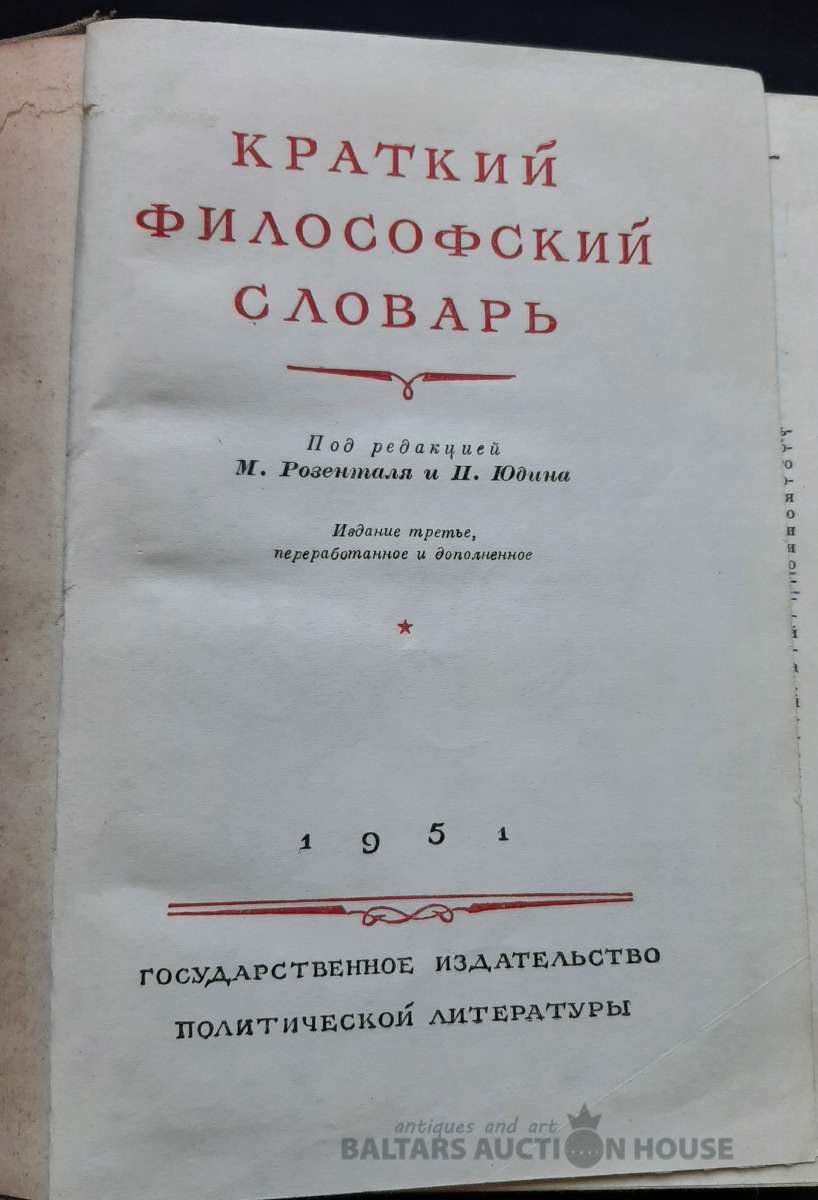 КРАТКИЙ
ФИЛОСОФСКИЙ
СЛОВАРЬ
Под редакцией
М. Розенталя и П. Юдина
Издание третье,
переработанное и дополненное
1951
ГОСУДАРСТВЕННОЕ ИЗДАТЕЛЬСТВО
ПОЛИТИЧЕСКОЙ ЛИТЕРАТУРЫ
antiques and art
BALTARS AUCTION HOUSE